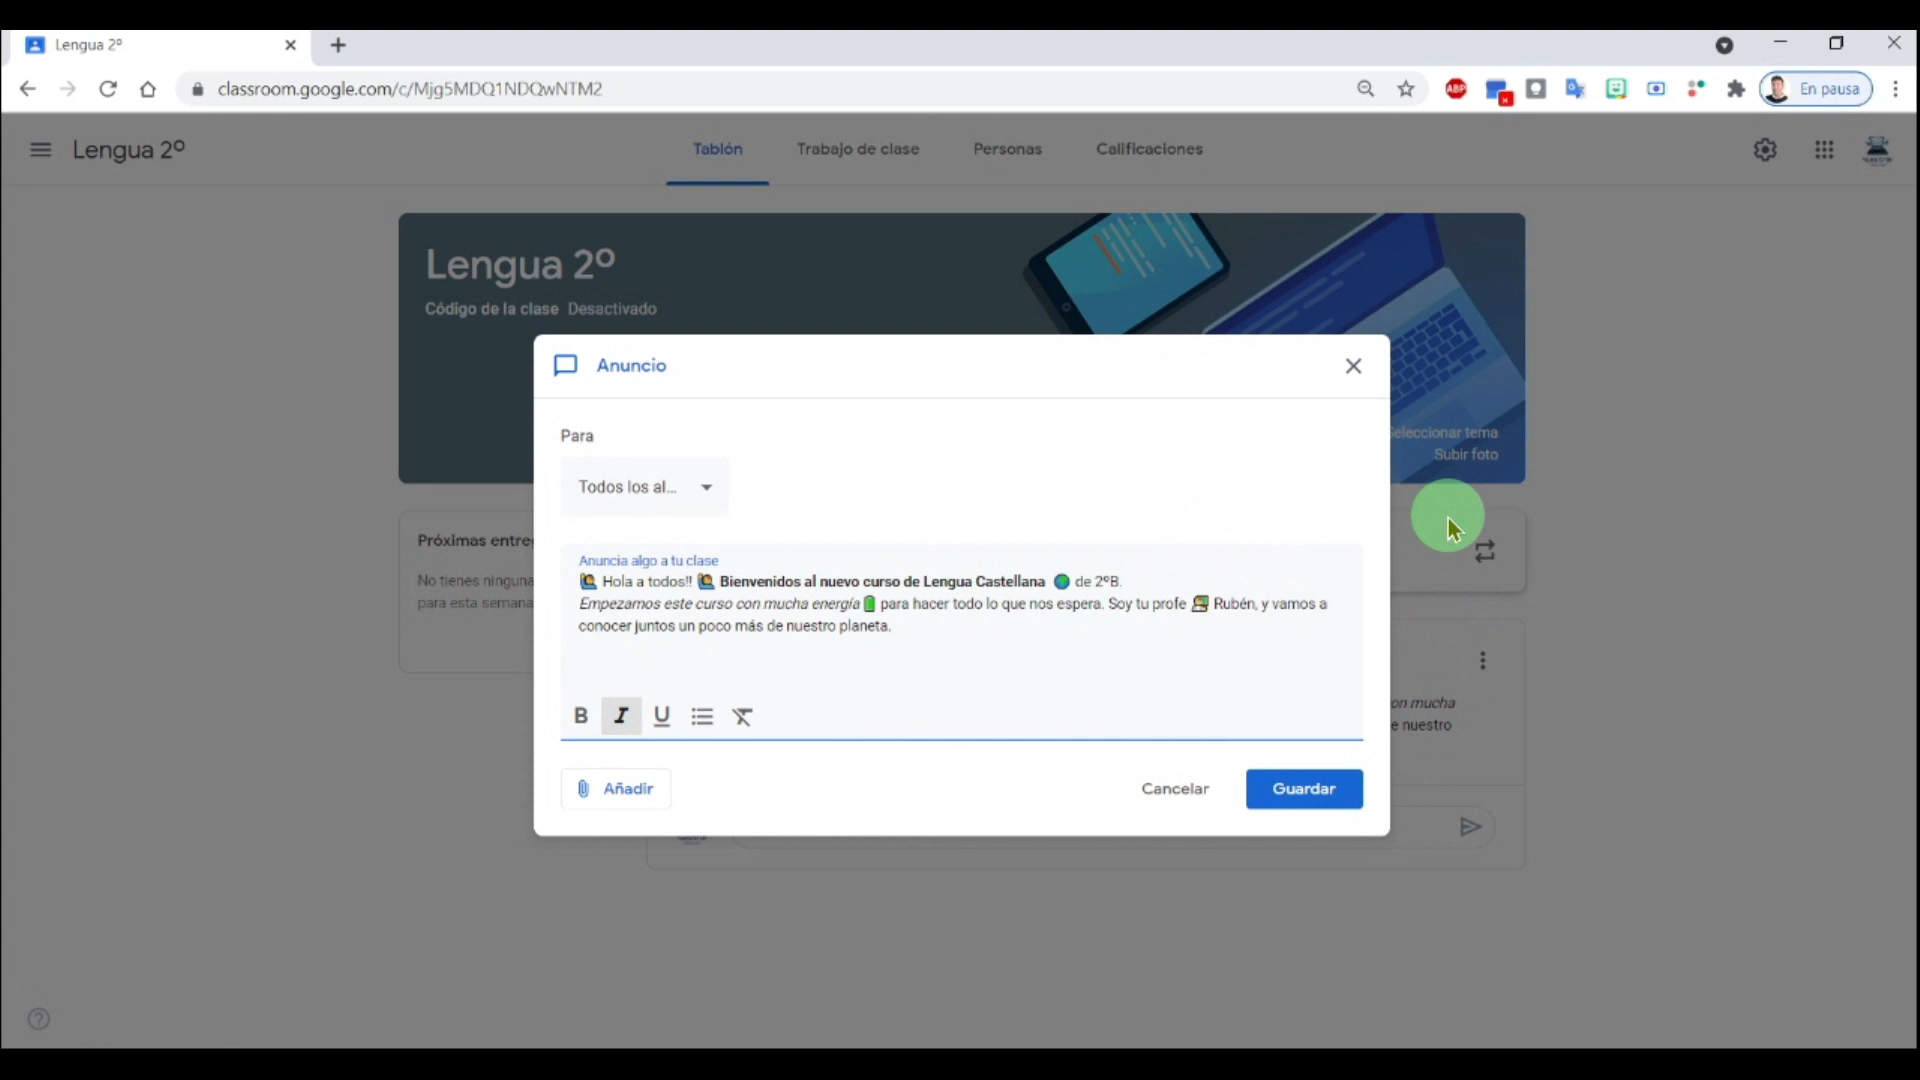 Lengua 2º
classroom.google.com/c/Mjg5MDQ1NDQwNTM2
ABP
En pausa
Lengua 2º
Tablón
Trabajo de clase
Personas
Calificaciones
Lengua 2º
Código de la clase Desactivado
Seleccionar tema
Subir foto
Anuncio
Para
Todos los al...
Próximas entre
No tienes ninguna
para esta semana
Anuncia algo a tu clase
Hola a todos!! Bienvenidos al nuevo curso de Lengua Castellana de 2ºB.
Empezamos este curso con mucha energía para hacer todo lo que nos espera. Soy tu profe Rubén, y vamos a
conocer juntos un poco más de nuestro planeta.
on mucha
e nuestro
B I U
Añadir
Cancelar
Guardar